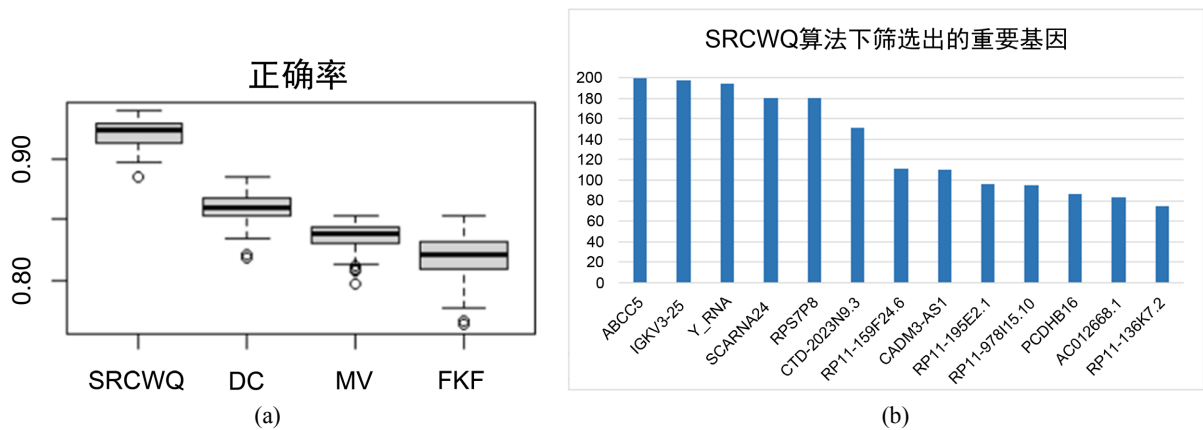 正确率
0.90
0.80
SRCWQ DC MV FKF
(a)
SRCWQ算法下筛选出的重要基因
200
180
160
140
120
100
80
60
40
20
0
ABCC5
IGKV3-25
Y_RNA
SCARNA24
RPS7P8
CTD-2023N9.3
RP11-159F24.6
CADM3-AS1
RP11-195E2.1
RP11-978I15.10
PCDHB16
AC012668.1
RP11-136K7.2
(b)